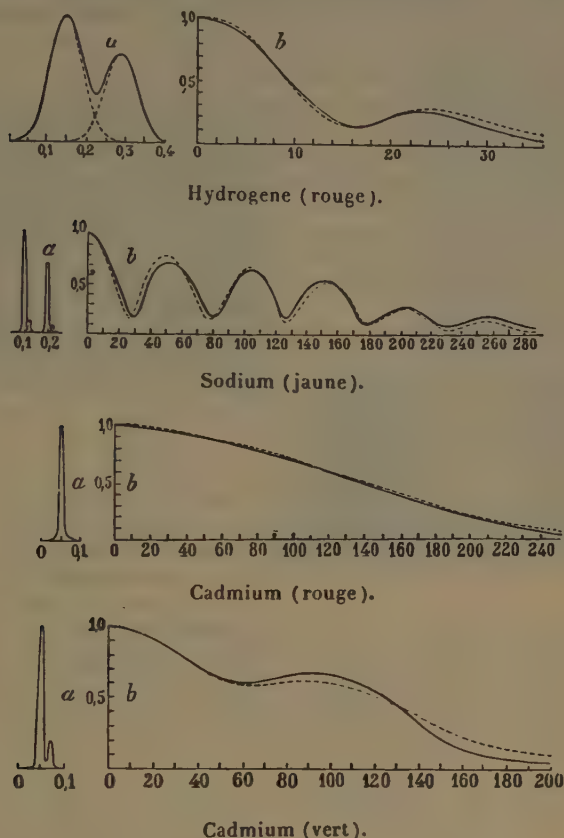 a
b
1,0
0,5
0,1 0,2 0,3 0,4
0 10 20 30
Hydrogene (rouge).
a
b
1,0
0,5
0,1 0,2
0 20 40 60 80 100 120 140 160 180 200 220 240 260 280
Sodium (jaune).
a
b
1,0
0,5
0 0,1
0 20 40 60 80 100 120 140 160 180 200 220 240
Cadmium (rouge).
a
b
1,0
0,5
0 0,1
0 20 40 60 80 100 120 140 160 180 200
Cadmium (vert).